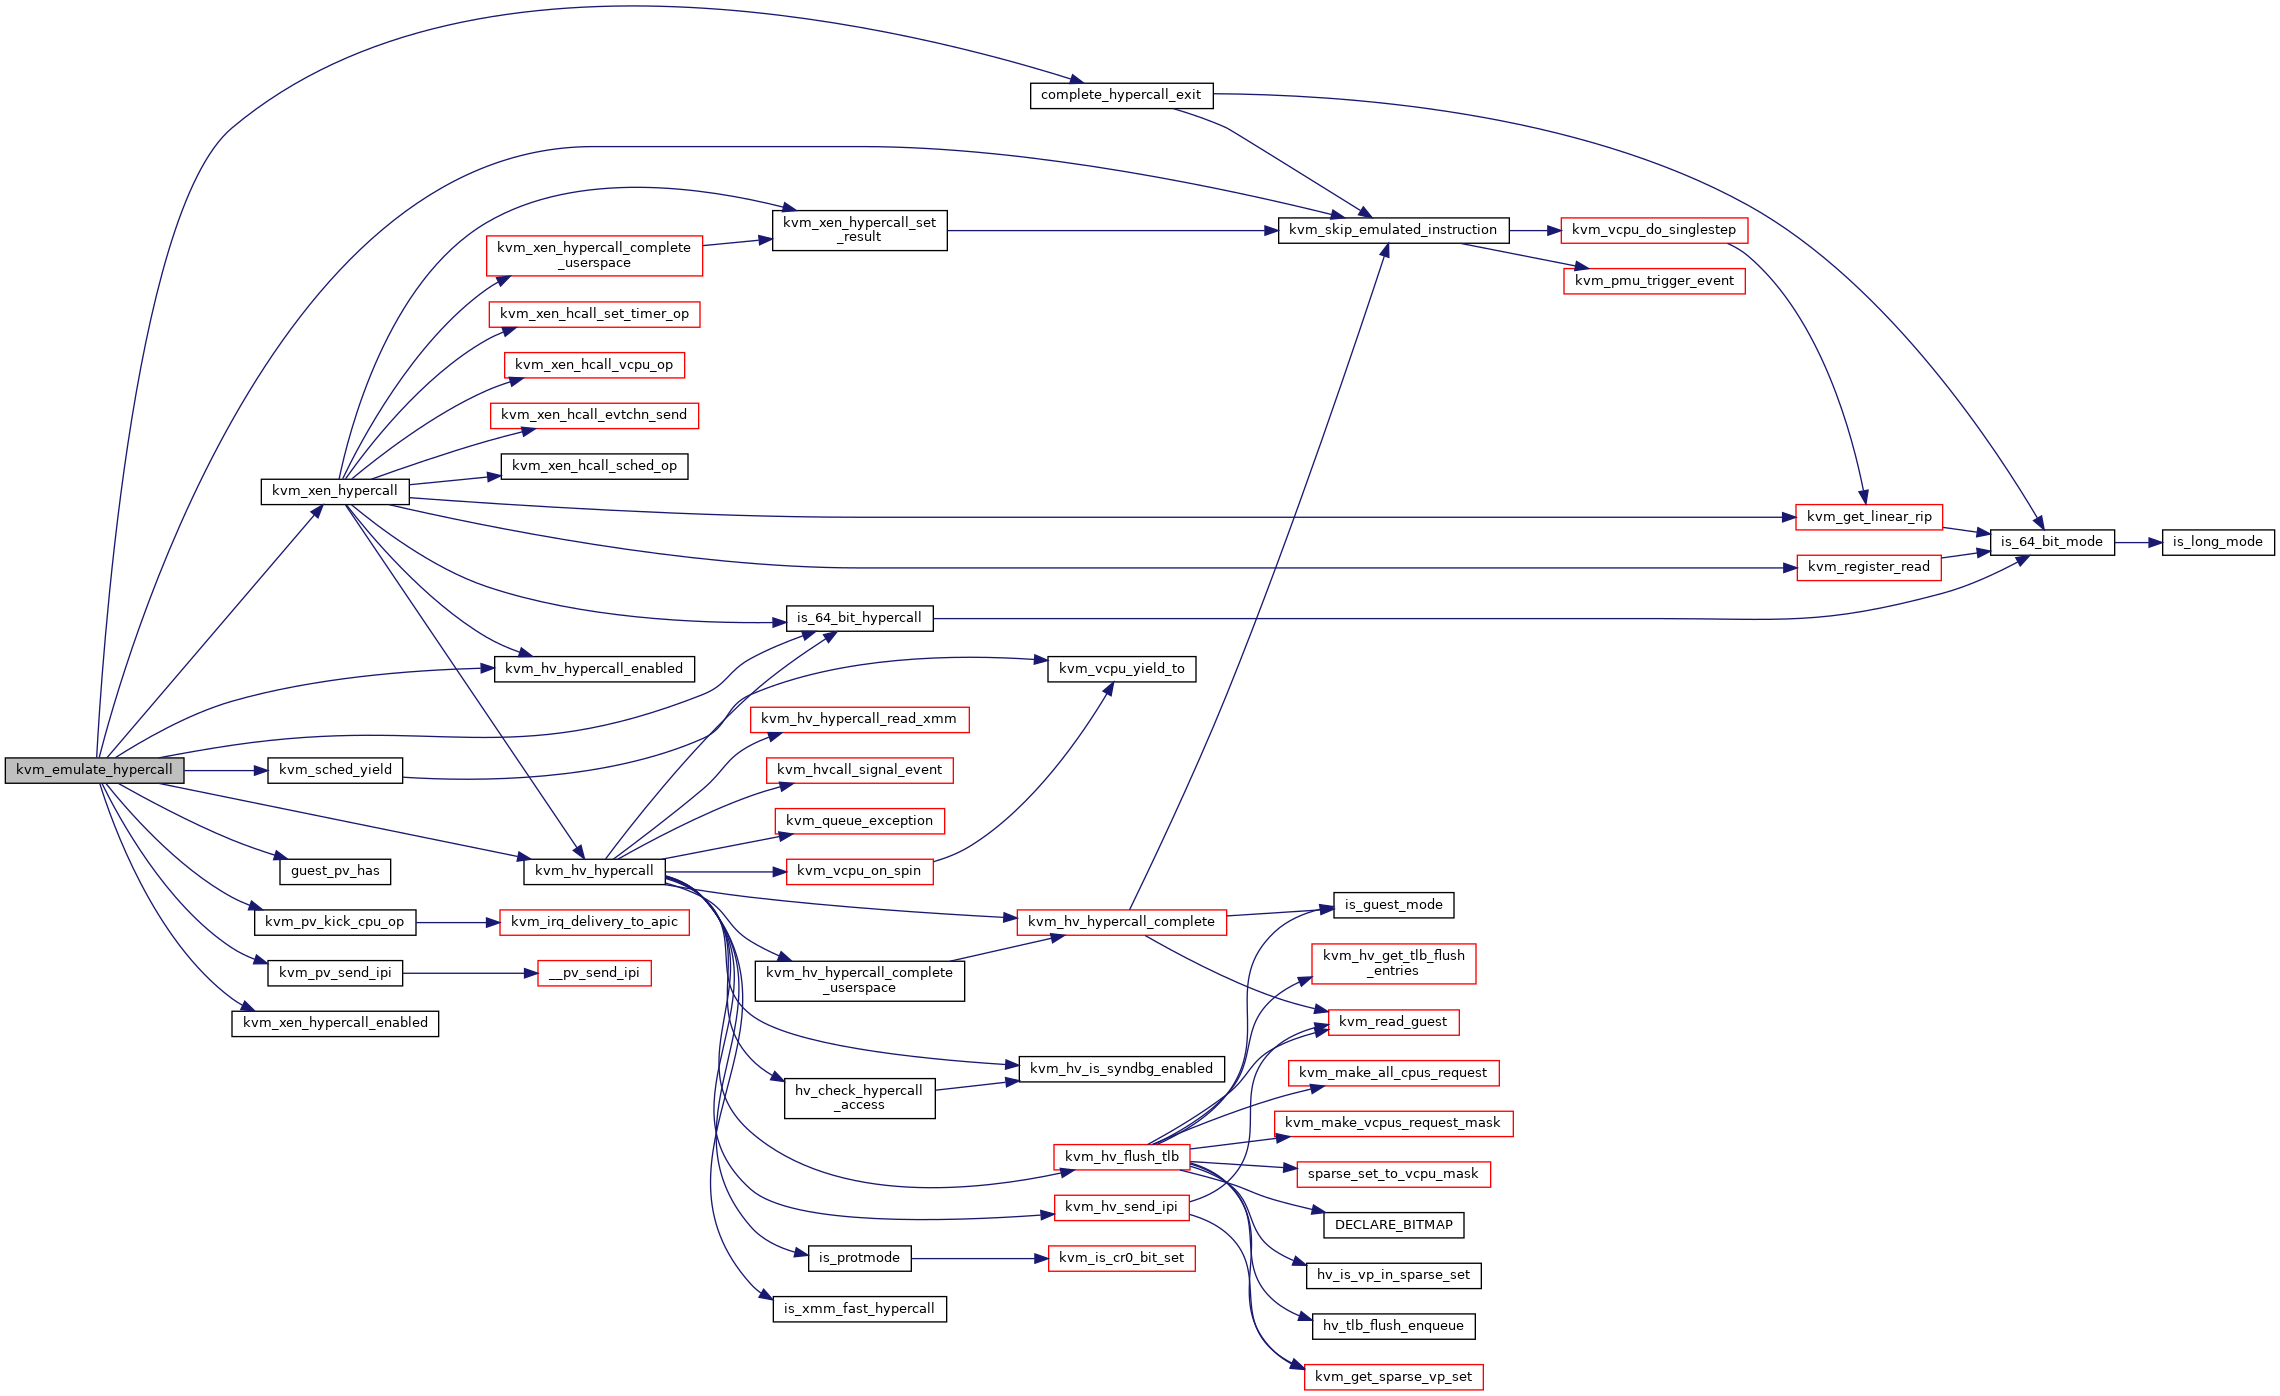 complete_hypercall_exit
kvm_xen_hypercall_set
_result
kvm_skip_emulated_instruction
kvm_vcpu_do_singlestep
kvm_xen_hypercall_complete
_userspace
kvm_pmu_trigger_event
kvm_xen_hcall_set_timer_op
kvm_xen_hcall_vcpu_op
kvm_xen_hcall_evtchn_send
kvm_xen_hcall_sched_op
kvm_xen_hypercall
kvm_get_linear_rip
is_64_bit_mode
is_long_mode
kvm_register_read
is_64_bit_hypercall
kvm_hv_hypercall_enabled
kvm_vcpu_yield_to
kvm_hv_hypercall_read_xmm
kvm_emulate_hypercall
kvm_sched_yield
kvm_hvcall_signal_event
kvm_queue_exception
guest_pv_has
kvm_hv_hypercall
kvm_vcpu_on_spin
is_guest_mode
kvm_pv_kick_cpu_op
kvm_irq_delivery_to_apic
kvm_hv_hypercall_complete
kvm_hv_get_tlb_flush
_entries
kvm_pv_send_ipi
__pv_send_ipi
kvm_hv_hypercall_complete
_userspace
kvm_xen_hypercall_enabled
kvm_read_guest
kvm_hv_is_syndbg_enabled
kvm_make_all_cpus_request
hv_check_hypercall
_access
kvm_make_vcpus_request_mask
kvm_hv_flush_tlb
sparse_set_to_vcpu_mask
kvm_hv_send_ipi
DECLARE_BITMAP
is_protmode
kvm_is_cr0_bit_set
hv_is_vp_in_sparse_set
is_xmm_fast_hypercall
hv_tlb_flush_enqueue
kvm_get_sparse_vp_set